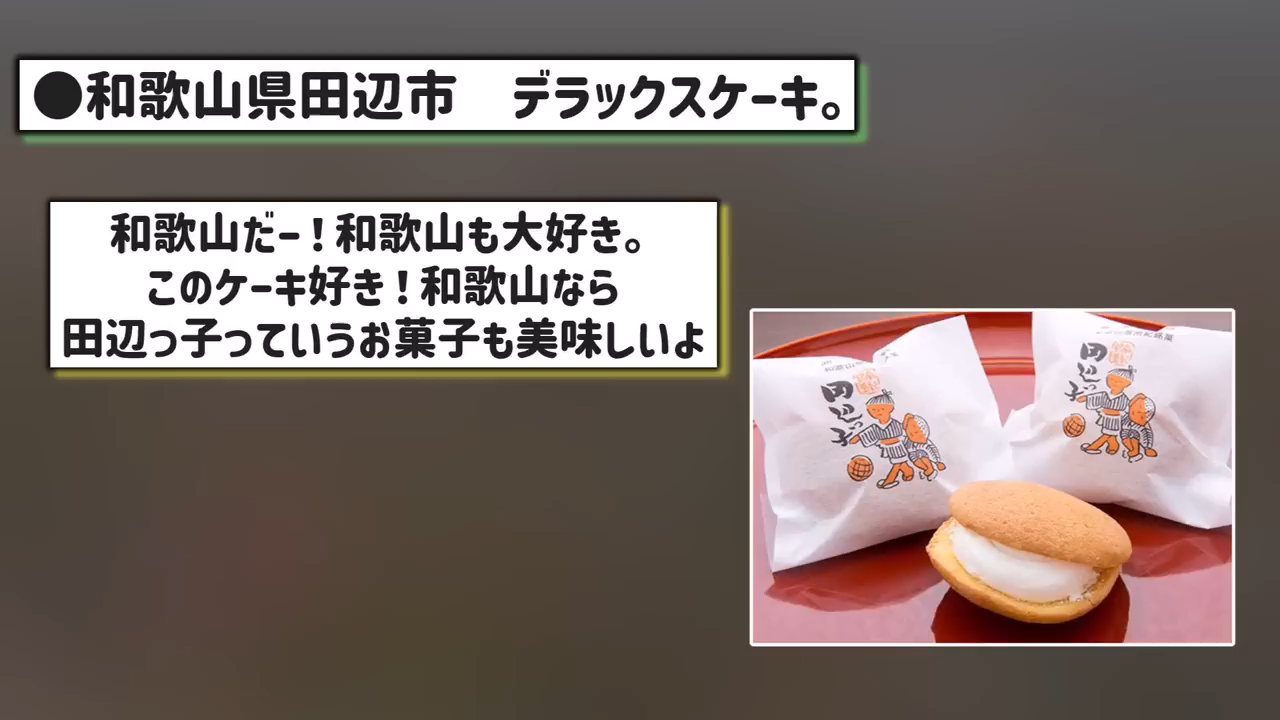 ●和歌山県田辺市　デラックスケーキ。
和歌山だー！和歌山も大好き。
このケーキ好き！和歌山なら
田辺っ子っていうお菓子も美味しいよ
田辺っ子
田辺っ子